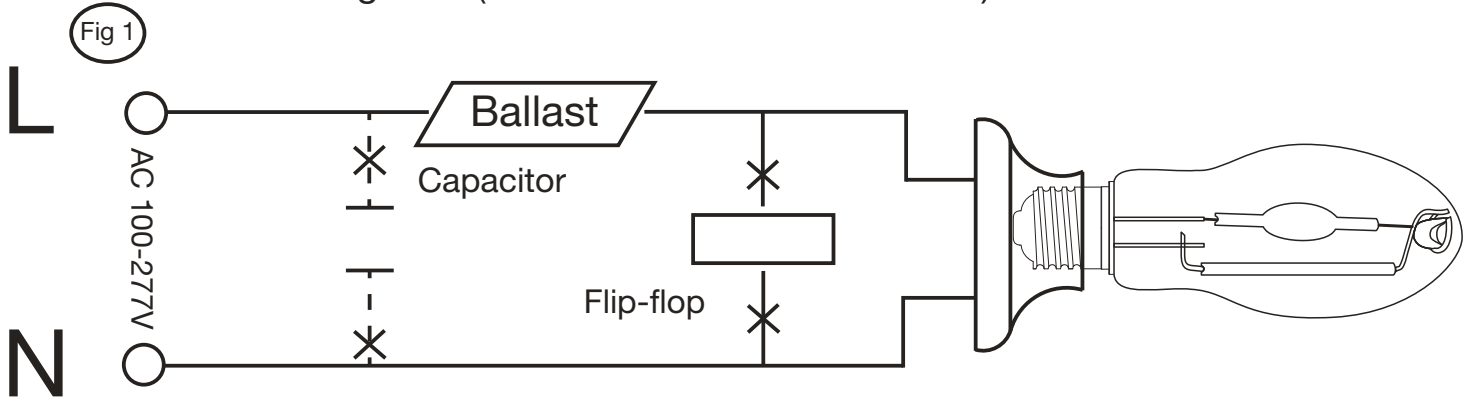 Fig 1
L
Ballast
Capacitor
AC 100-277V
Flip-flop
N